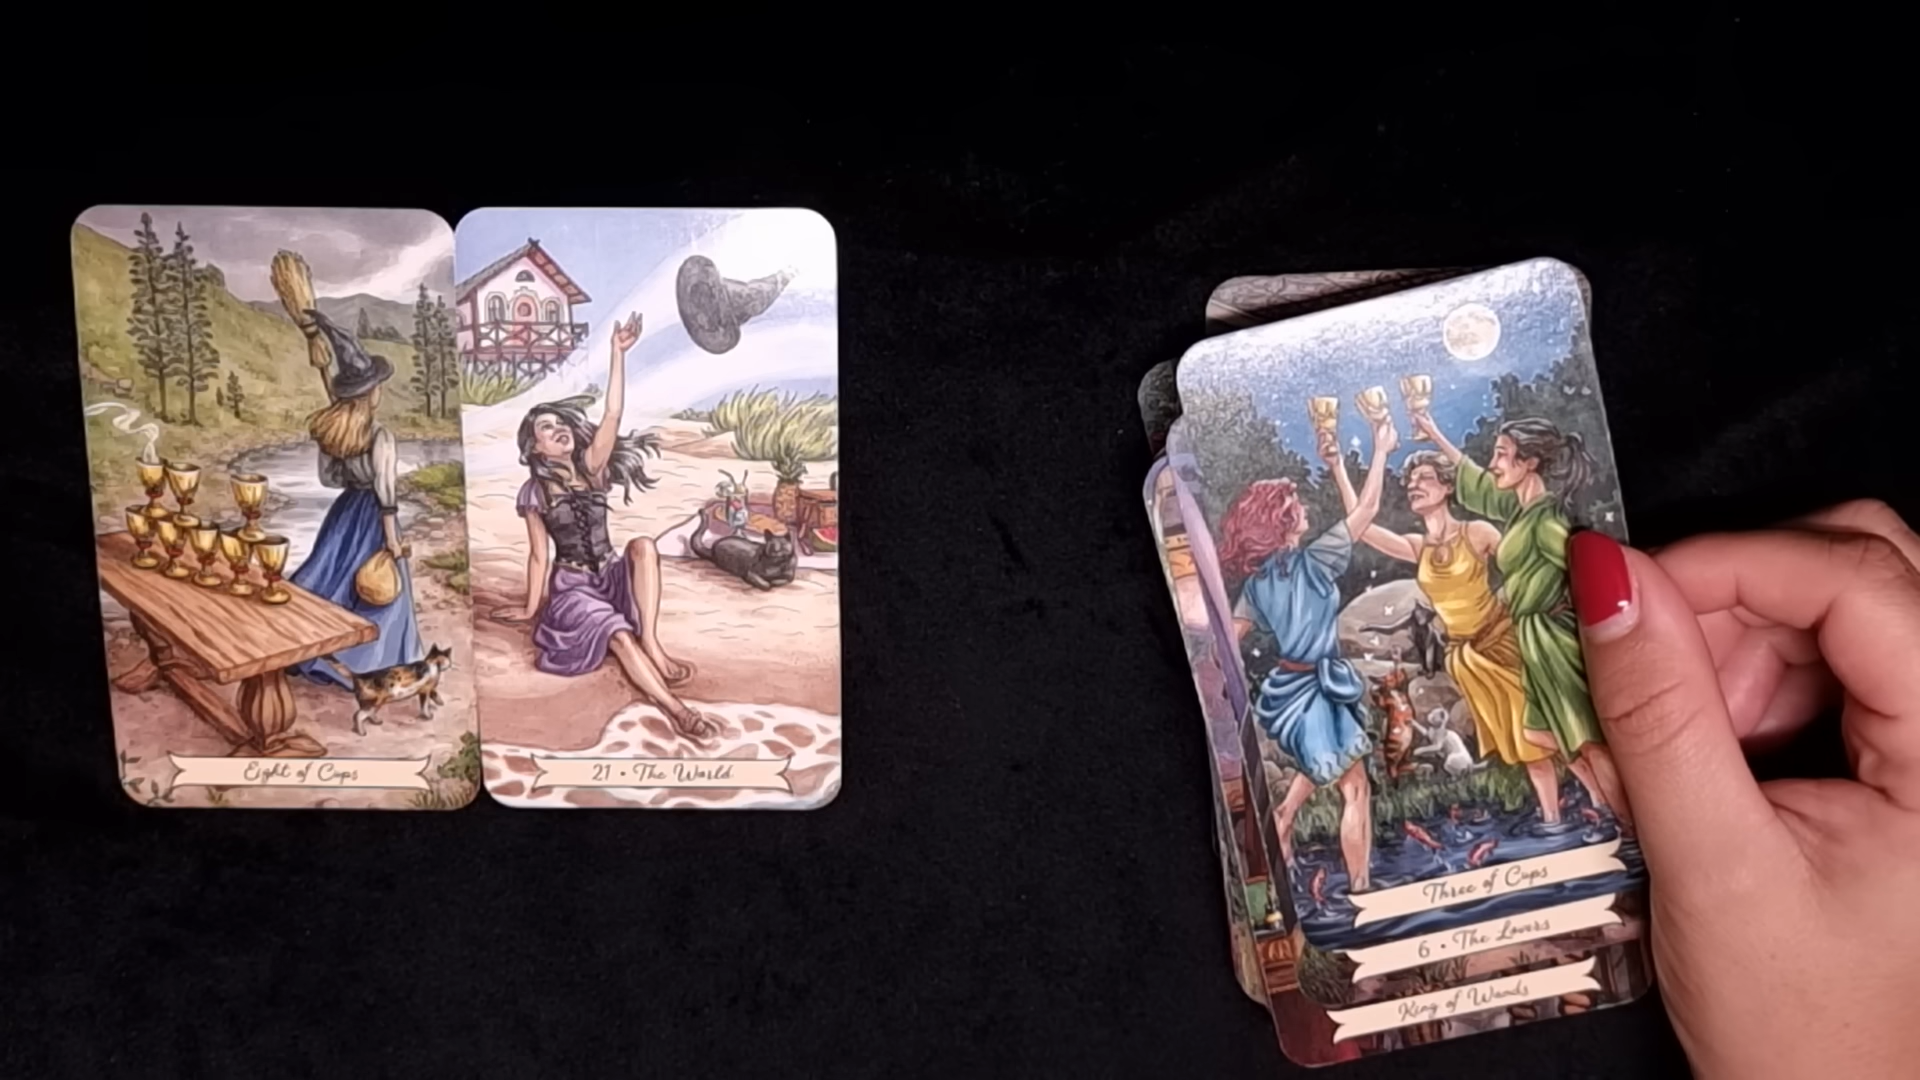 Eight of Cups
21 • The World
Three of Cups
6 • The Lovers
King of Wands